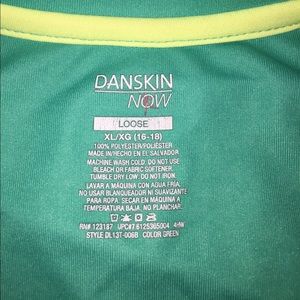 DANSKIN
NOW
LOOSE
XL/XG (16-18)
100% POLYESTER/POLIÉSTER
MADE IN/HECHO EN EL SALVADOR
MACHINE WASH COLD. DO NOT USE
BLEACH OR FABRIC SOFTENER.
TUMBLE DRY LOW. DO NOT IRON.
LAVAR A MÁQUINA CON AGUA FRÍA.
NO USAR BLANQUEADOR NI SUAVIZANTE
PARA ROPA. SECAR EN MÁQUINA A
TEMPERATURA BAJA. NO PLANCHAR.
RN# 123187 UPC#7 6125365004
STYLE DL13T-006B COLOR GREEN